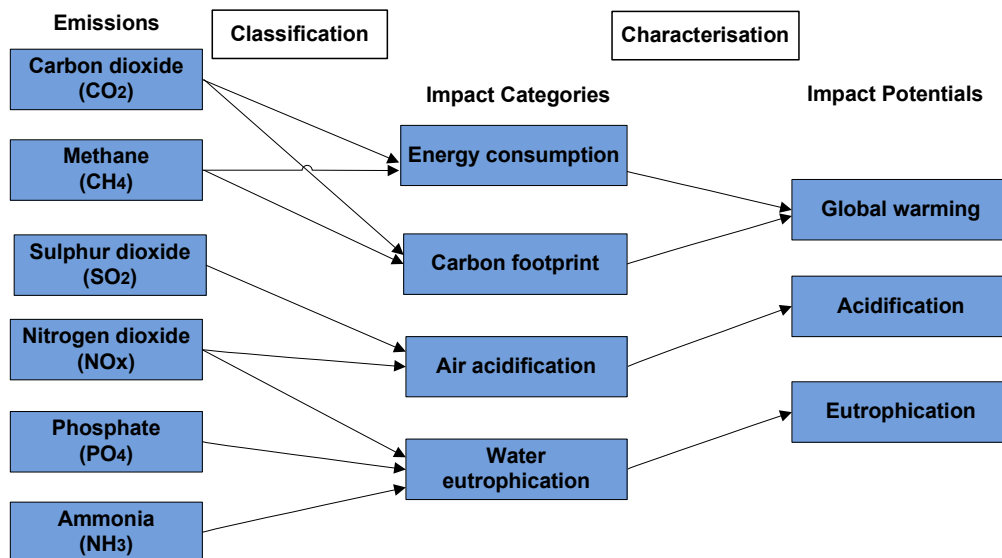 Emissions
Classification
Characterisation
Carbon dioxide
(CO2)
Impact Categories
Impact Potentials
Energy consumption
Methane
(CH4)
Global warming
Sulphur dioxide
(SO2)
Carbon footprint
Acidification
Nitrogen dioxide
(NOx)
Air acidification
Eutrophication
Phosphate
(PO4)
Water
eutrophication
Ammonia
(NH3)